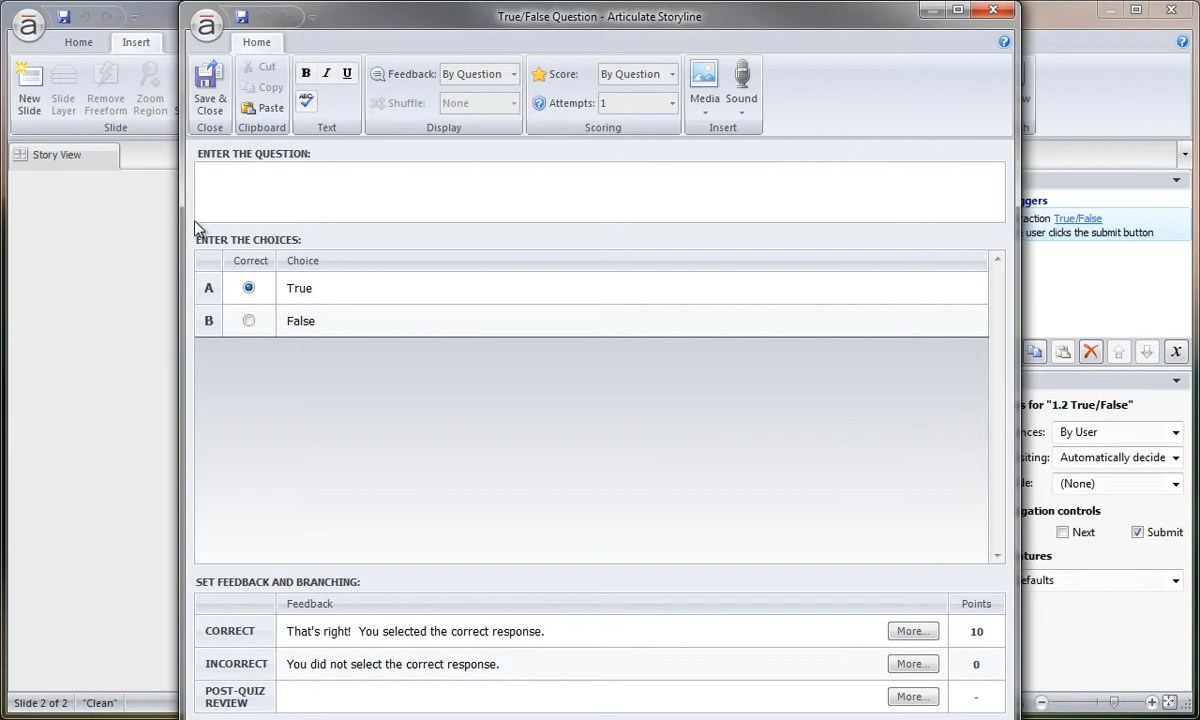 True/False Question - Articulate Storyline
Home
Insert
Home
New Slide
Slide Layer
Remove Freeform
Zoom Region
Slide
Save & Close
Close
Cut
Copy
Paste
Clipboard
B I U
ABC
Text
Feedback: By Question
Shuffle: None
Display
Score: By Question
Attempts: 1
Scoring
Media
Sound
Insert
Story View
ENTER THE QUESTION:
ENTER THE CHOICES:
Correct Choice
A True
B False
SET FEEDBACK AND BRANCHING:
Feedback Points
CORRECT That's right! You selected the correct response. More... 10
INCORRECT You did not select the correct response. More... 0
POST-QUIZ REVIEW More... -
ggers
action True/False
user clicks the submit button
x
s for "1.2 True/False"
nces: By User
siting: Automatically decide
de: (None)
gation controls
Next Submit
tures
efaults
Slide 2 of 2 "Clean"